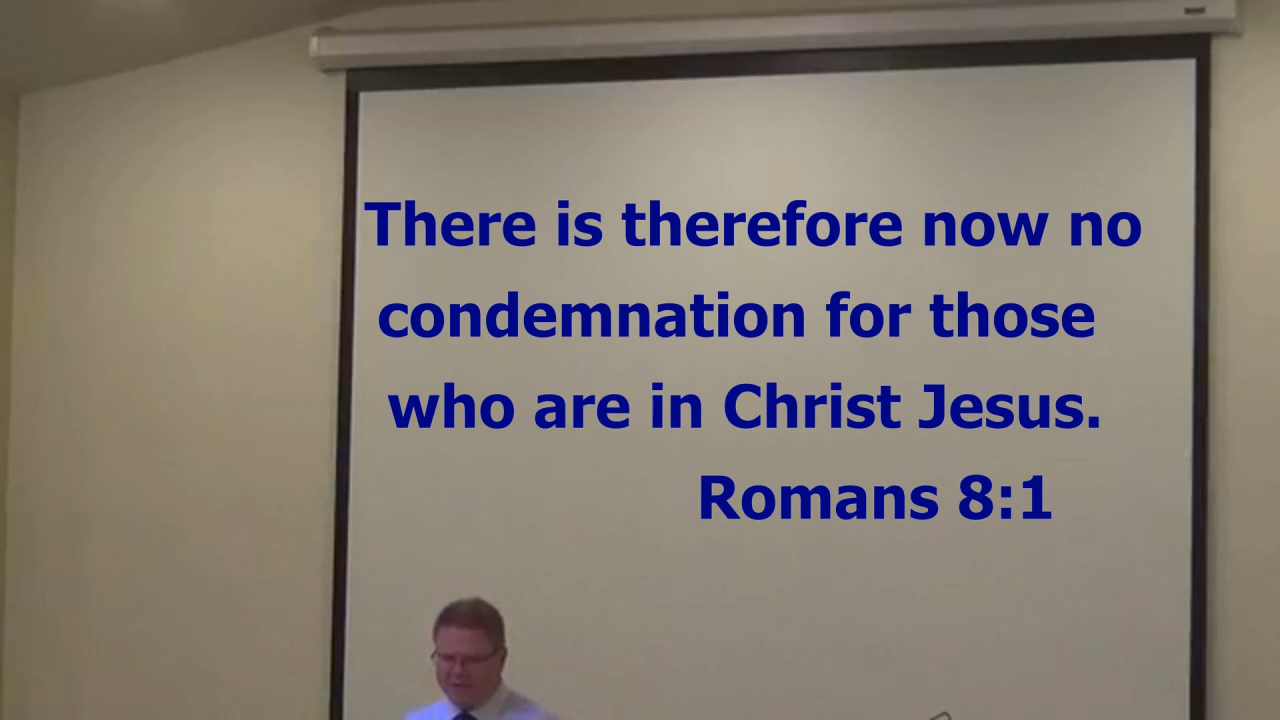 There is therefore now no
condemnation for those
who are in Christ Jesus.
Romans 8:1